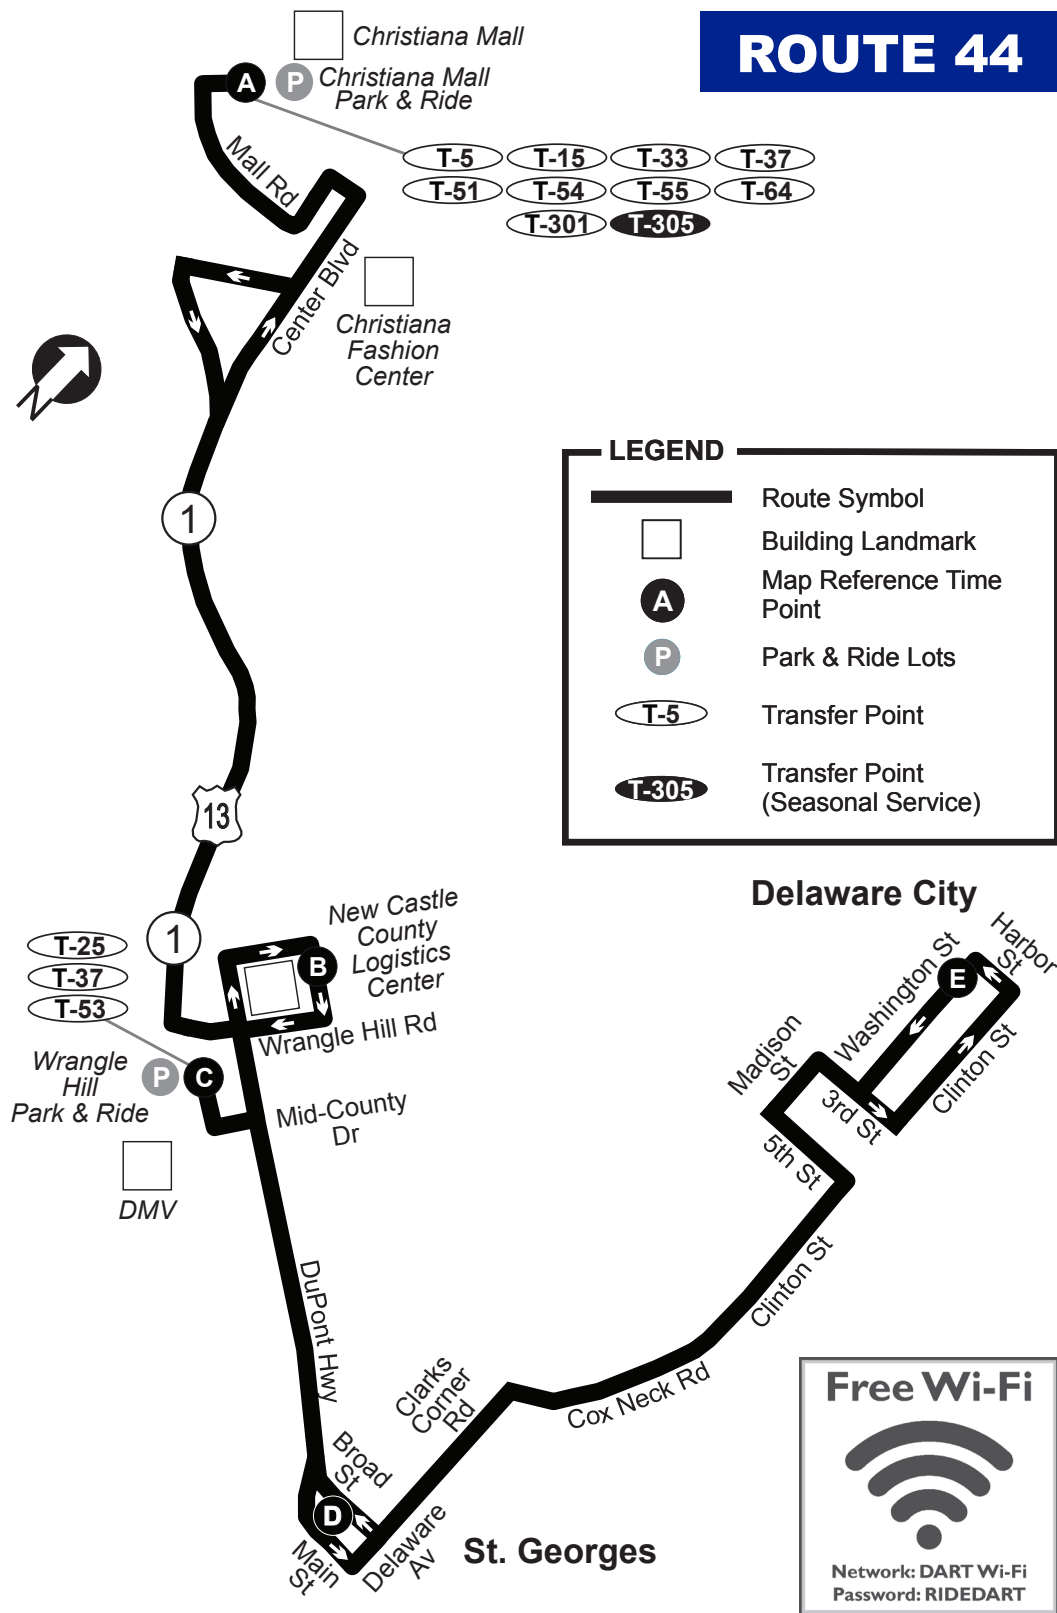 ROUTE 44
Christiana Mall
A
P
Christiana Mall
Park & Ride
Mall Rd
T-5 T-15 T-33 T-37
T-51 T-54 T-55 T-64
T-301 T-305
Center Blvd
Christiana
Fashion
Center
N
1
LEGEND
Route Symbol
Building Landmark
A
Map Reference Time
Point
P
Park & Ride Lots
T-5
Transfer Point
T-305
Transfer Point
(Seasonal Service)
13
1
T-25
T-37
T-53
New Castle
County
Logistics
Center
B
Wrangle Hill Rd
Wrangle
Hill
Park & Ride
P
C
Mid-County
Dr
DMV
Delaware City
Harbor
St
Washington St
E
Madison
St
Clinton St
3rd St
5th St
Clinton St
DuPont Hwy
Clarks
Corner
Rd
Cox Neck Rd
Broad
St
D
Main
St
Delaware
Av
St. Georges
Free Wi-Fi
Network: DART Wi-Fi
Password: RIDEDART